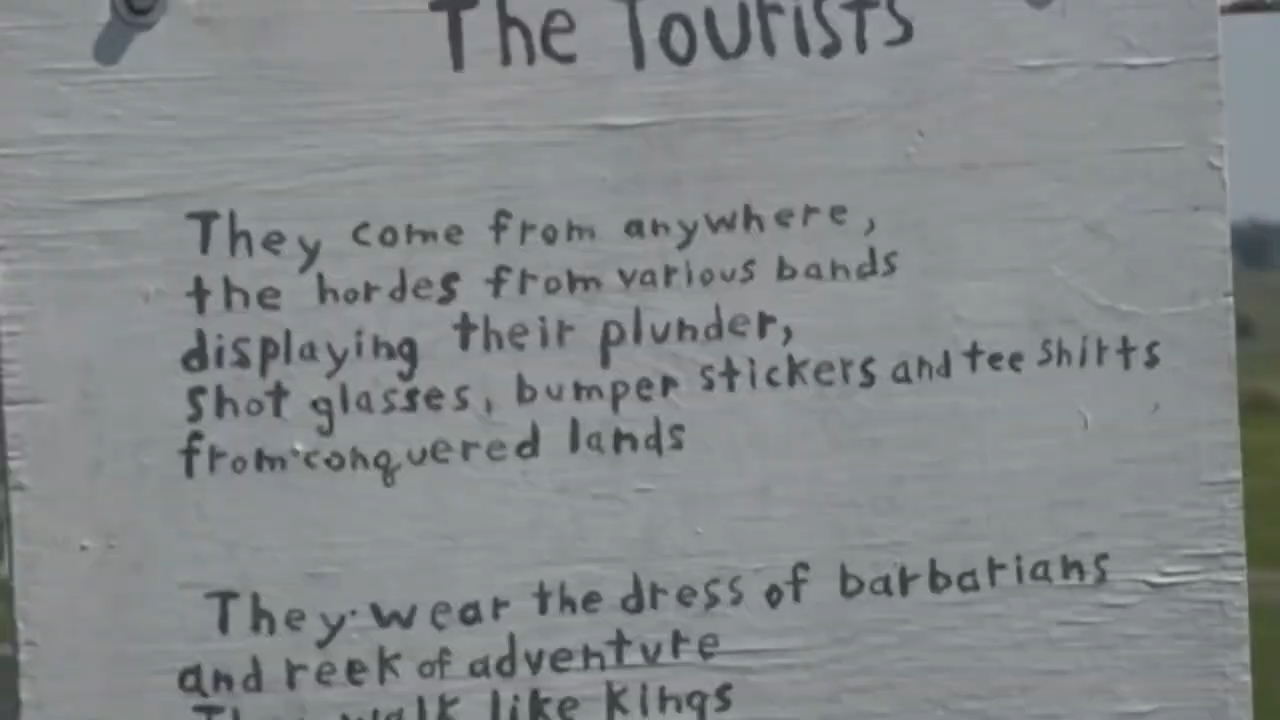 The Tourists
They come from anywhere,
the hordes from various bands
displaying their plunder,
shot glasses, bumper stickers and tee shirts
from conquered lands
They wear the dress of barbarians
and reek of adventure
They walk like kings